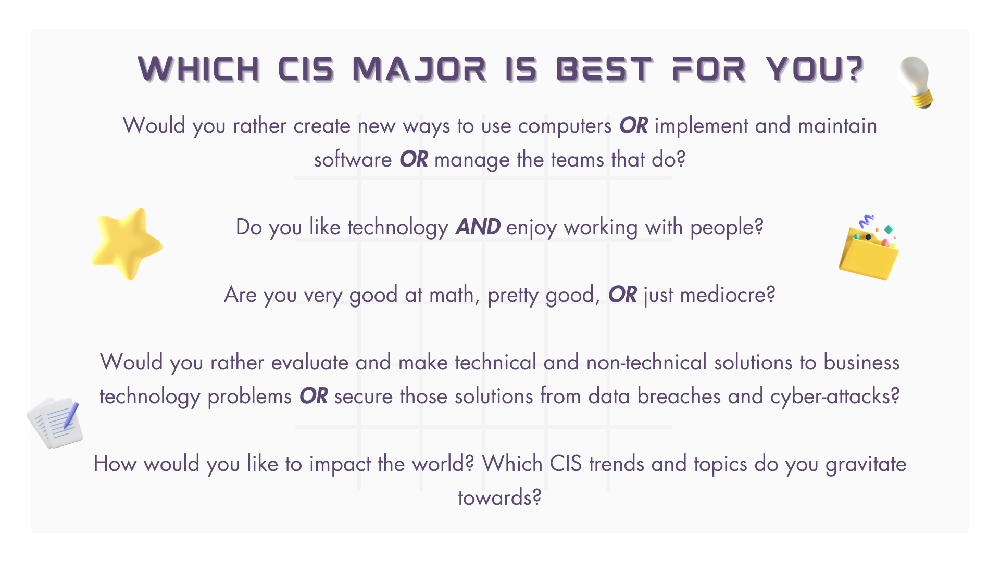 WHICH CIS MAJOR IS BEST FOR YOU?
Would you rather create new ways to use computers OR implement and maintain
software OR manage the teams that do?
Do you like technology AND enjoy working with people?
Are you very good at math, pretty good, OR just mediocre?
Would you rather evaluate and make technical and non-technical solutions to business
technology problems OR secure those solutions from data breaches and cyber-attacks?
How would you like to impact the world? Which CIS trends and topics do you gravitate
towards?